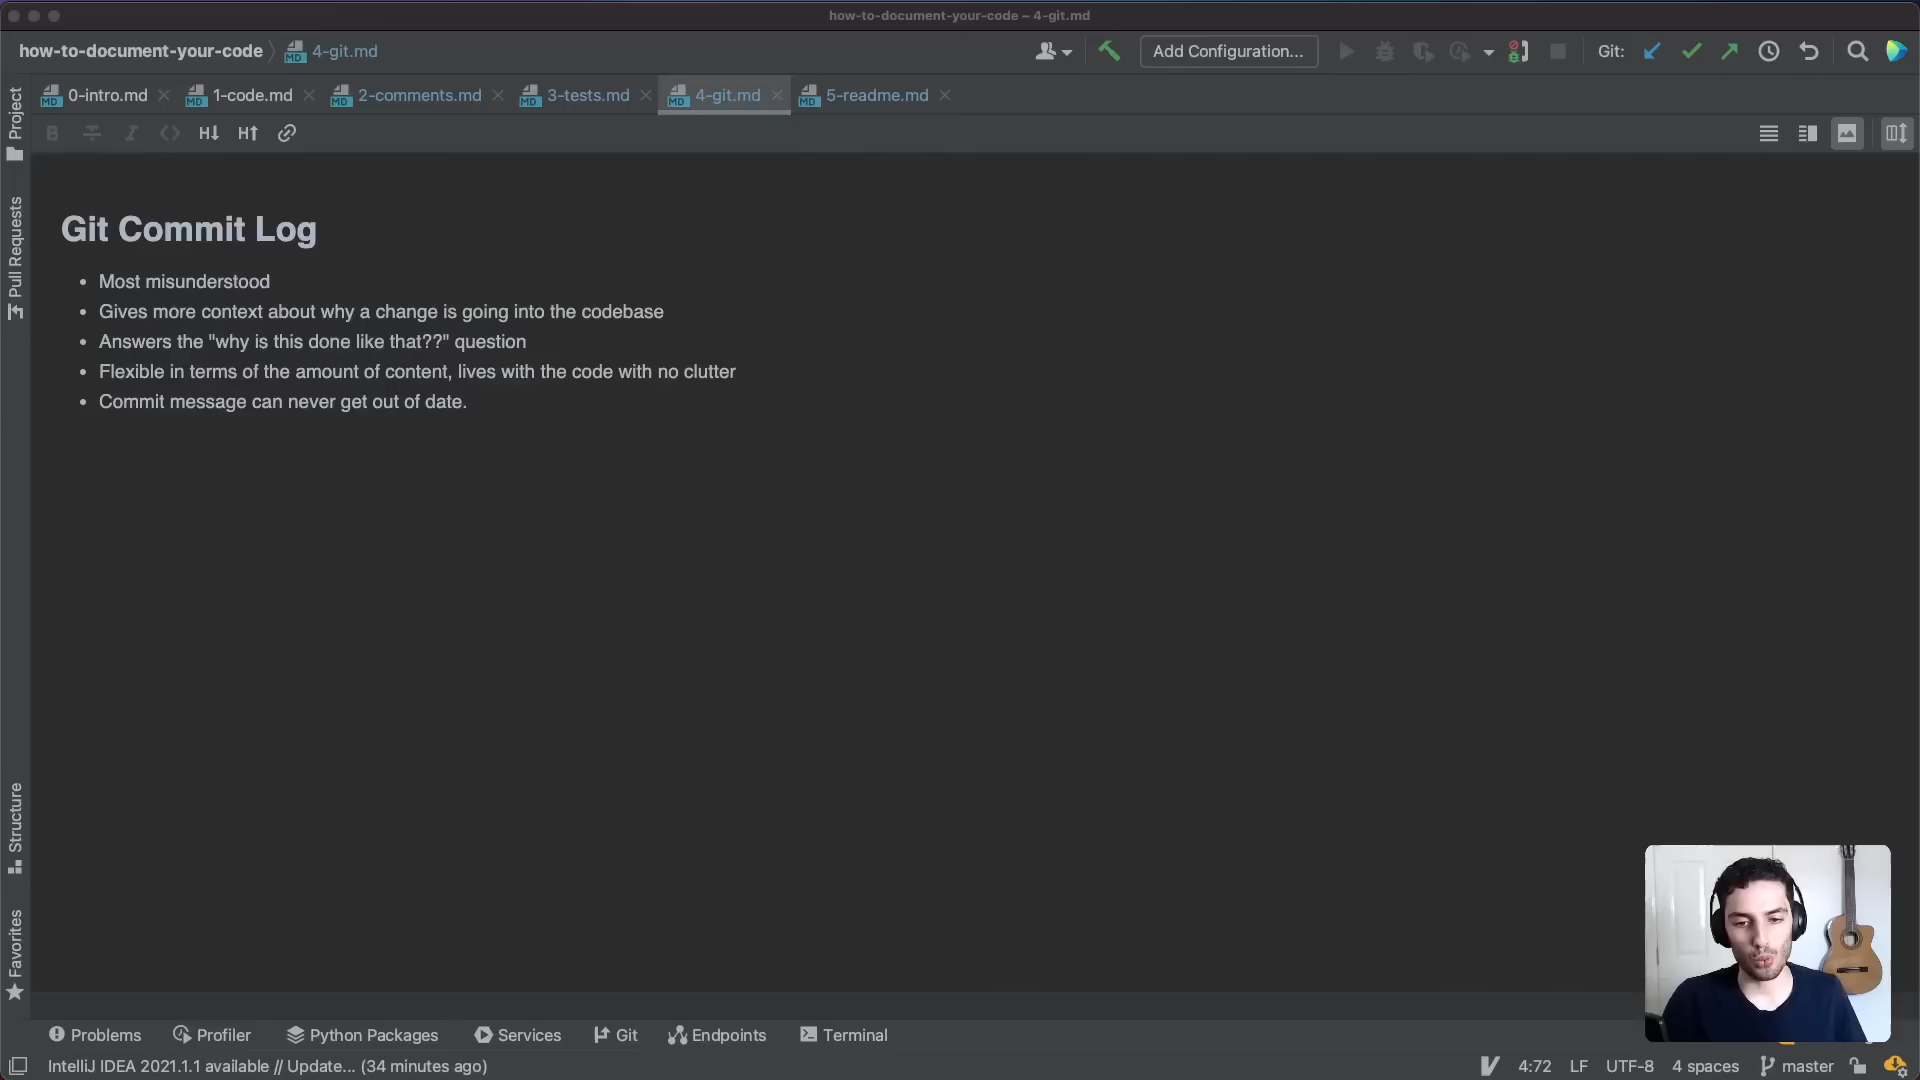 how-to-document-your-code – 4-git.md
how-to-document-your-code 4-git.md Add Configuration... Git:
0-intro.md 1-code.md 2-comments.md 3-tests.md 4-git.md 5-readme.md
B I <> H↓ H↑
Project
Pull Requests
Structure
Favorites
Git Commit Log
• Most misunderstood
• Gives more context about why a change is going into the codebase
• Answers the "why is this done like that??" question
• Flexible in terms of the amount of content, lives with the code with no clutter
• Commit message can never get out of date.
Problems Profiler Python Packages Services Git Endpoints Terminal
IntelliJ IDEA 2021.1.1 available // Update... (34 minutes ago) 4:72 LF UTF-8 4 spaces master